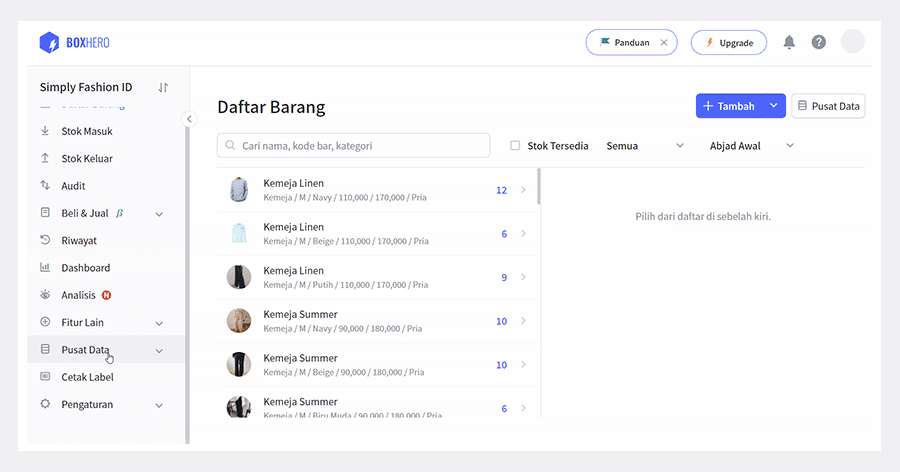 BOXHERO
Panduan
Upgrade
Simply Fashion ID
Daftar Barang
Stok Masuk
Stok Keluar
Audit
Beli & Jual β
Riwayat
Dashboard
Analisis N
Fitur Lain
Pusat Data
Cetak Label
Pengaturan
Daftar Barang
Tambah
Pusat Data
Cari nama, kode bar, kategori
Stok Tersedia
Semua
Abjad Awal
Kemeja Linen
Kemeja / M / Navy / 110,000 / 170,000 / Pria
12
Kemeja Linen
Kemeja / M / Beige / 110,000 / 170,000 / Pria
6
Kemeja Linen
Kemeja / M / Putih / 110,000 / 170,000 / Pria
9
Kemeja Summer
Kemeja / M / Navy / 90,000 / 180,000 / Pria
10
Kemeja Summer
Kemeja / M / Beige / 90,000 / 180,000 / Pria
10
Kemeja Summer
Kemeja / M / Biru Muda / 90,000 / 180,000 / Pria
6
Pilih dari daftar di sebelah kiri.